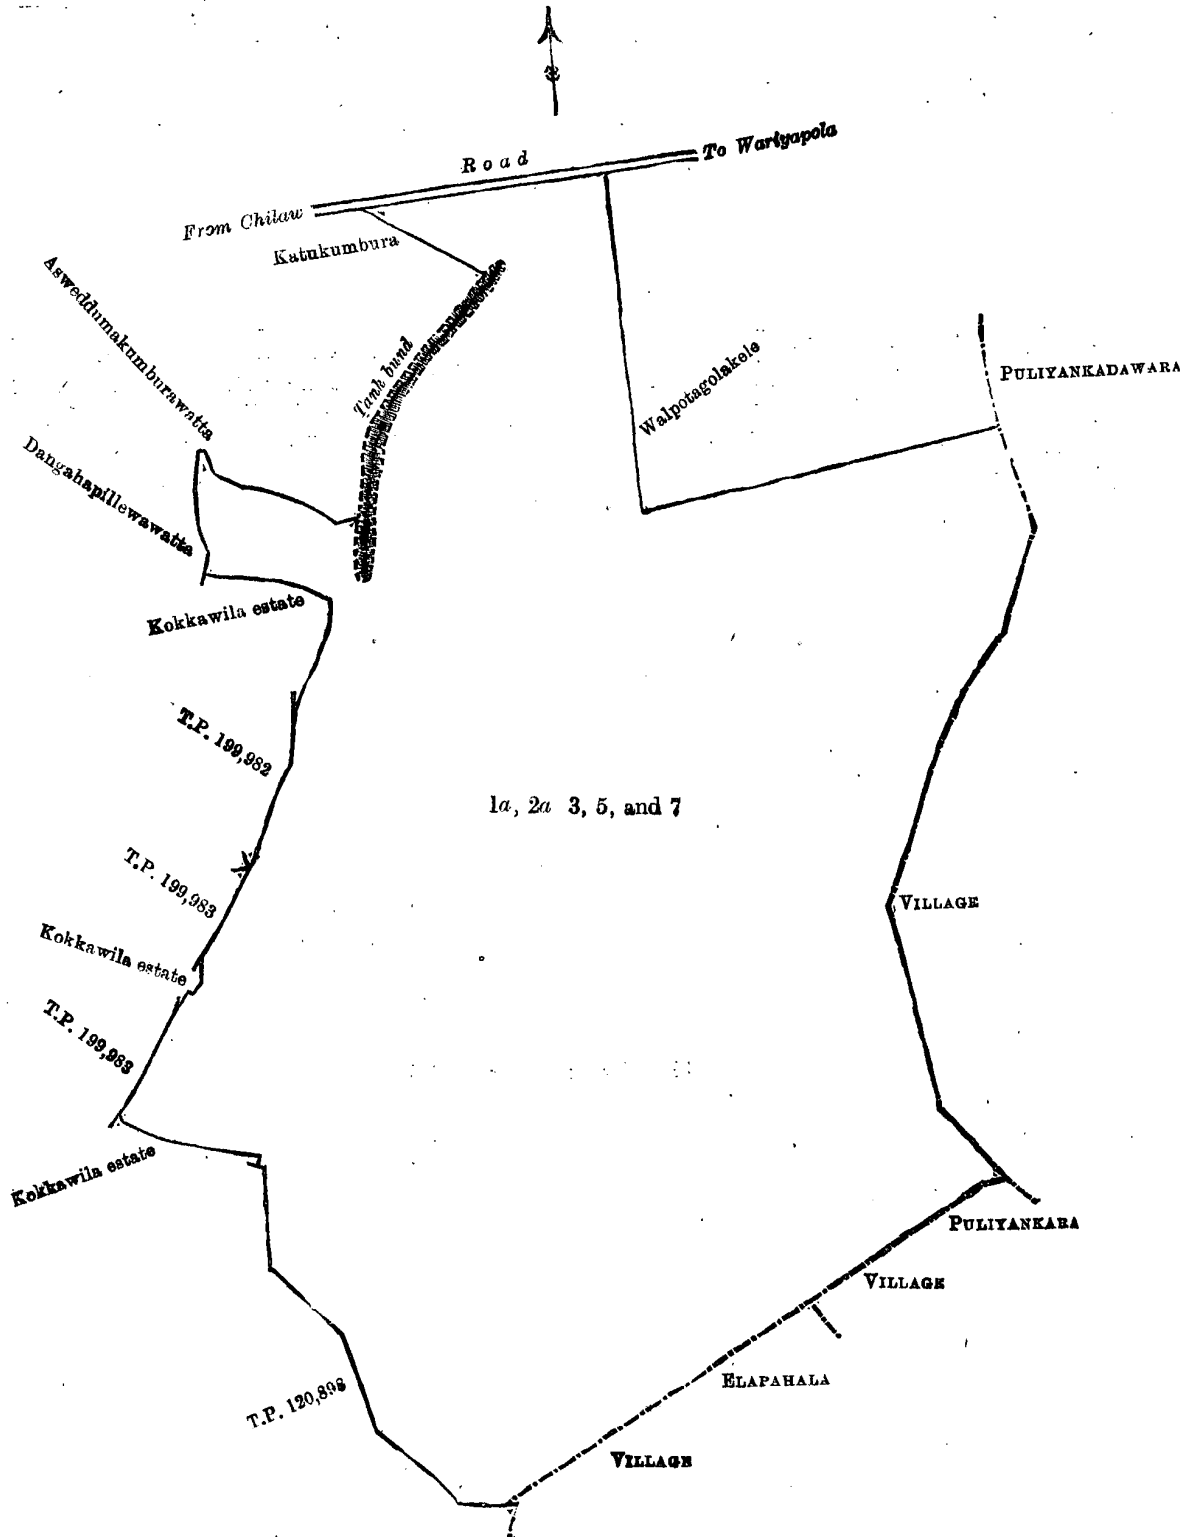 Road
To Wariyapola
From Chilaw
Katukumbura
Asweddumakumburawatta
Tank bund
Walpotagolakele
PULIYANKADAWARA
Dangahapillewawatta
Kokkawila estate
T.P. 199,982
1a, 2a 3, 5, and 7
T.P. 199,983
VILLAGE
Kokkawila estate
T.P. 199,983
Kokkawila estate
PULIYANKARA
VILLAGE
ELAPAHALA
T.P. 120,898
VILLAGE